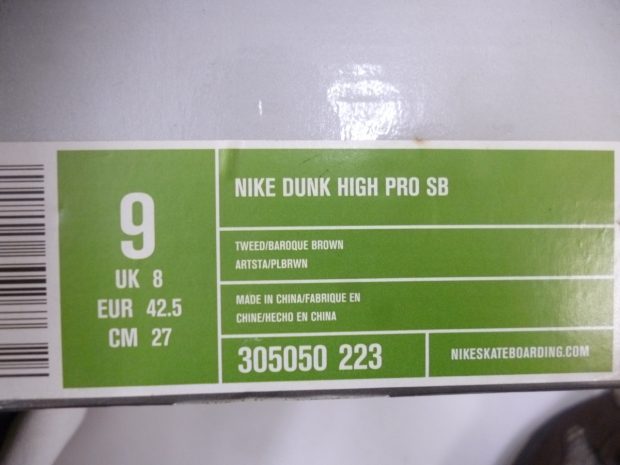 9
UK 8
EUR 42.5
CM 27
NIKE DUNK HIGH PRO SB
TWEED/BAROQUE BROWN
ARTSTA/PLBRWN
MADE IN CHINA/FABRIQUE EN
CHINE/HECHO EN CHINA
305050 223
NIKESKATEBOARDING.COM